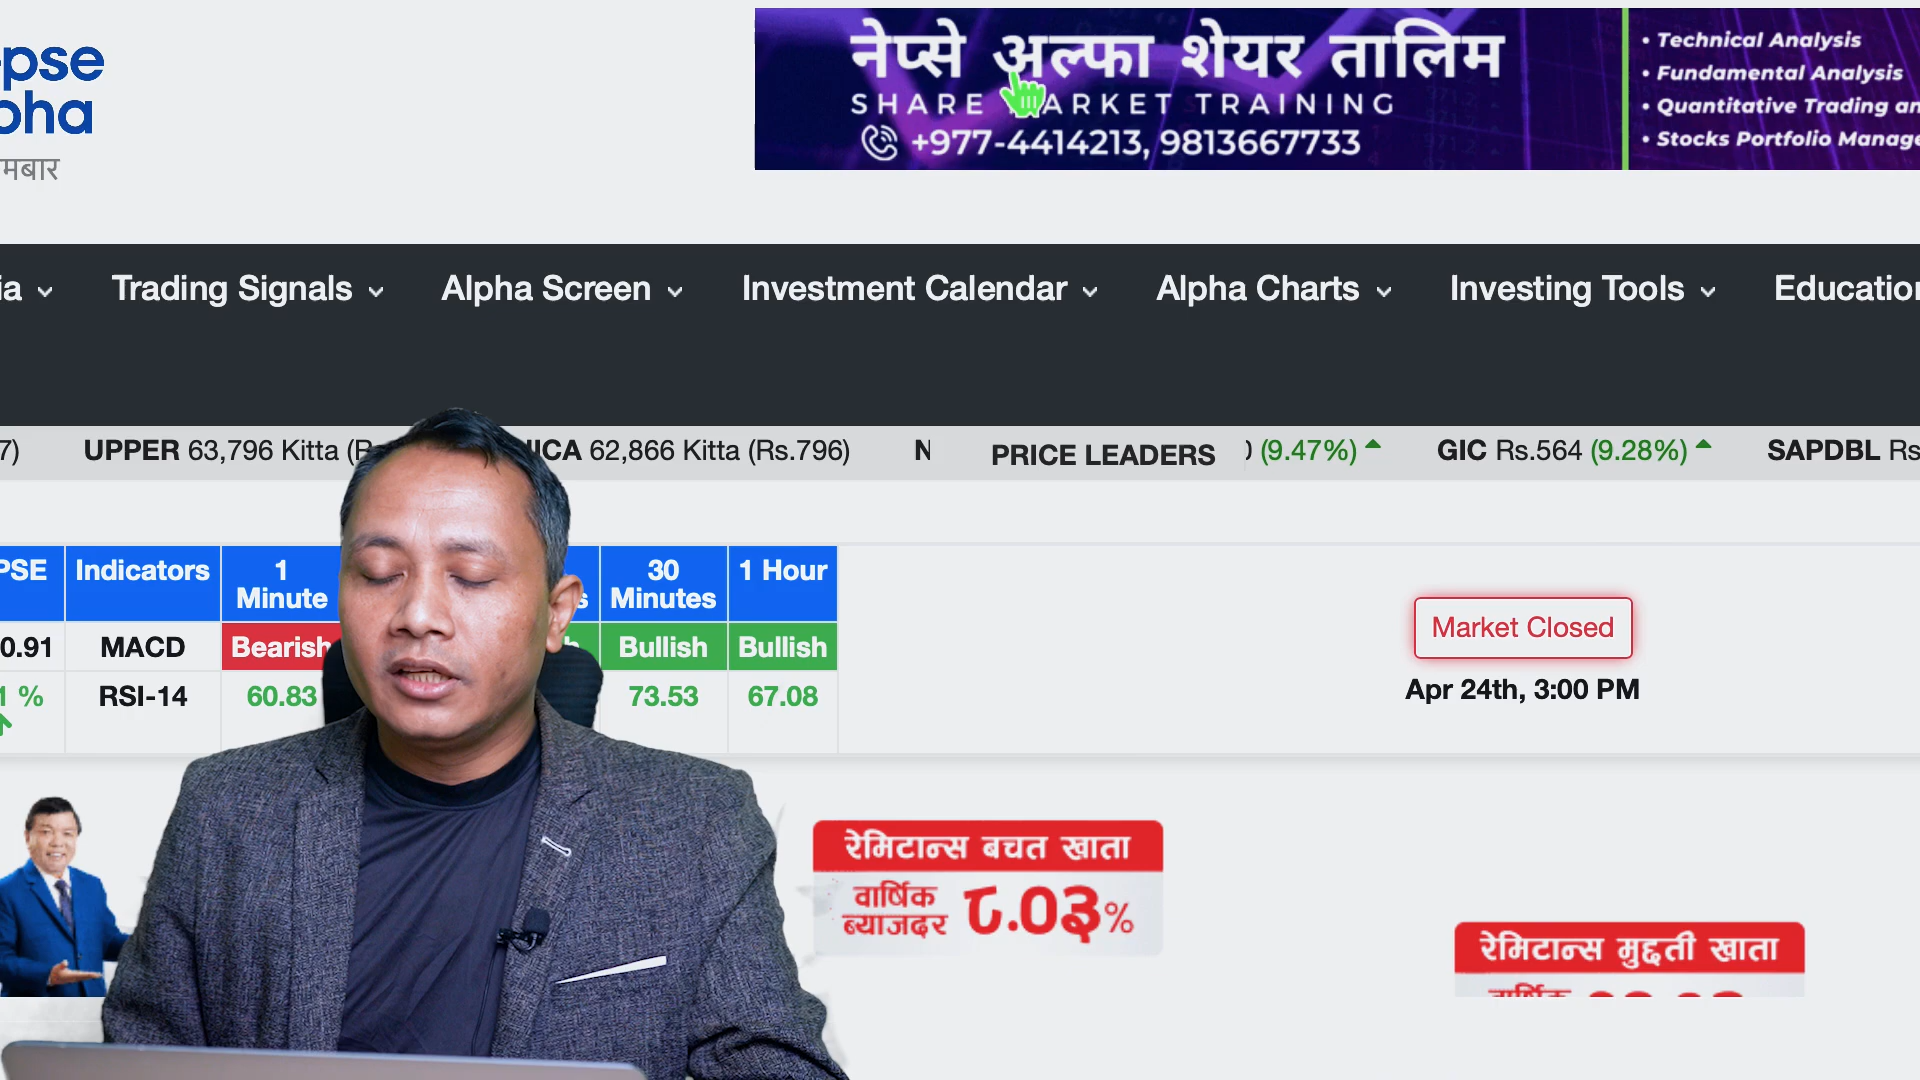 pse
pha
मबार
नेप्से अल्फा शेयर तालिम
SHARE MARKET TRAINING
+977-4414213, 9813667733
• Technical Analysis
• Fundamental Analysis
• Quantitative Trading an
• Stocks Portfolio Manage
ia Trading Signals Alpha Screen Investment Calendar Alpha Charts Investing Tools Education
7) UPPER 63,796 Kitta (R ICA 62,866 Kitta (Rs.796) N PRICE LEADERS (9.47%) GIC Rs.564 (9.28%) SAPDBL Rs
PSE Indicators 1 Minute 30 Minutes 1 Hour
0.91 MACD Bearish Bullish Bullish
1 % RSI-14 60.83 73.53 67.08
Market Closed
Apr 24th, 3:00 PM
रेमिटान्स बचत खाता
वार्षिक
ब्याजदर ८.०३%
रेमिटान्स मुद्दती खाता
वार्षिक